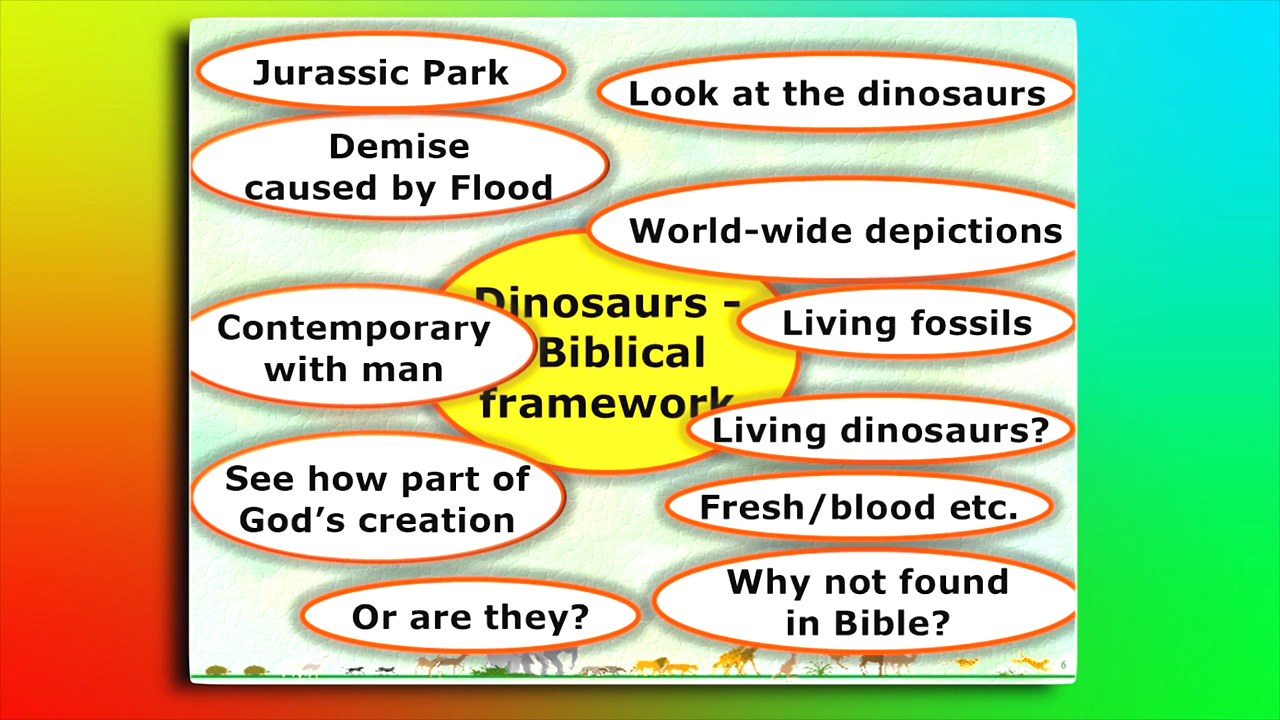 Jurassic Park
Look at the dinosaurs
Demise
caused by Flood
World-wide depictions
Dinosaurs -
Biblical
framework
Contemporary
with man
Living fossils
Living dinosaurs?
See how part of
God’s creation
Fresh/blood etc.
Or are they?
Why not found
in Bible?
6